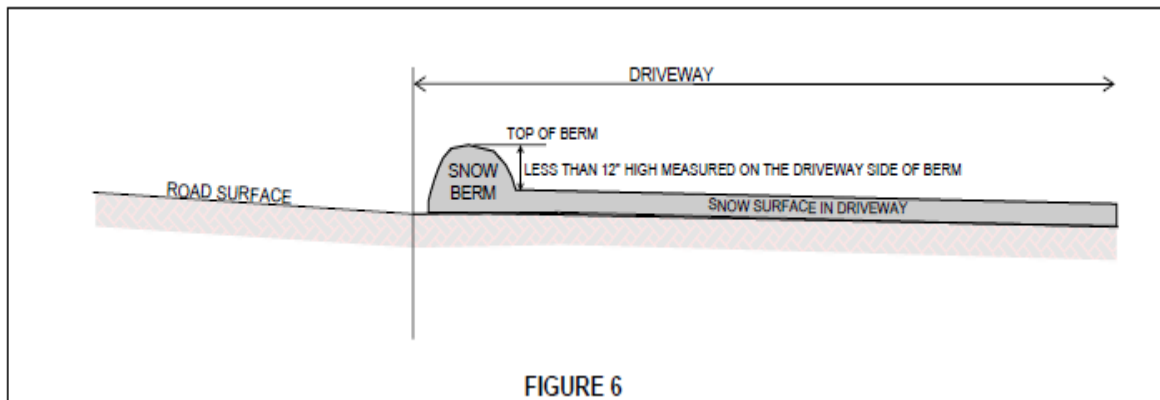 DRIVEWAY
TOP OF BERM
LESS THAN 12" HIGH MEASURED ON THE DRIVEWAY SIDE OF BERM
SNOW
BERM
ROAD SURFACE
SNOW SURFACE IN DRIVEWAY
FIGURE 6